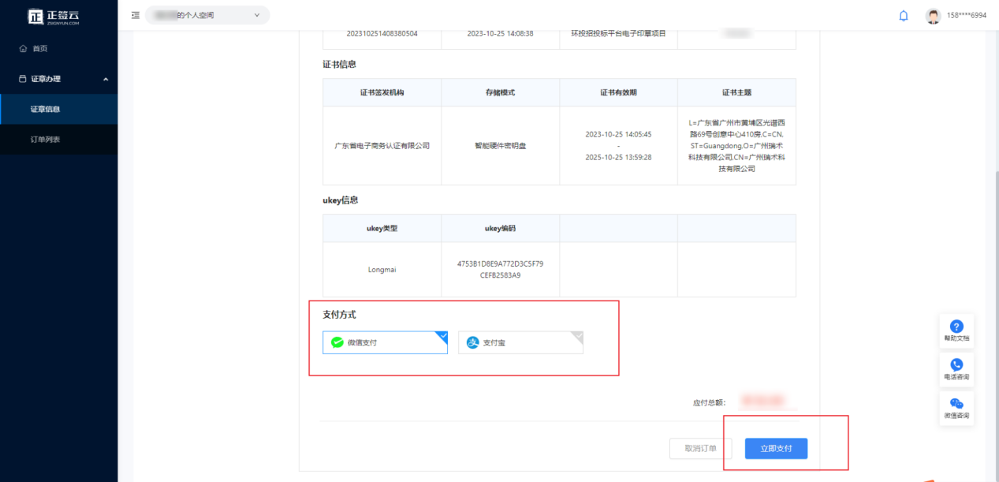 正签云
ZSIGNYUN.COM
的个人空间
158****6994
首页
证章办理
证章信息
订单列表
202310251408380504
2023-10-25 14:08:38
环投招投标平台电子印章项目
证书信息
证书签发机构
存储模式
证书有效期
证书主题
广东省电子商务认证有限公司
智能硬件密钥盘
2023-10-25 14:05:45
-
2025-10-25 13:59:28
L=广东省广州市黄埔区光谱西
路69号创意中心410房,C=CN,
ST=Guangdong,O=广州瑞术
科技有限公司,CN=广州瑞术科
技有限公司
ukey信息
ukey类型
ukey编码
Longmai
4753B1D8E9A772D3C5F79
CEFB2583A9
支付方式
微信支付
支付宝
应付总额:
取消订单
立即支付
帮助文档
电话咨询
微信咨询